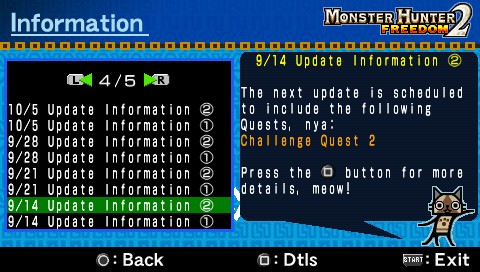 Information
MONSTER HUNTER
FREEDOM 2
L 4/5 R
10/5 Update Information ②
10/5 Update Information ①
9/28 Update Information ②
9/28 Update Information ①
9/21 Update Information ②
9/21 Update Information ①
9/14 Update Information ②
9/14 Update Information ①
9/14 Update Information ②
The next update is scheduled
to include the following
Quests, nya:
Challenge Quest 2
Press the button for more
details, meow!
: Back
: Dtls
START : Exit